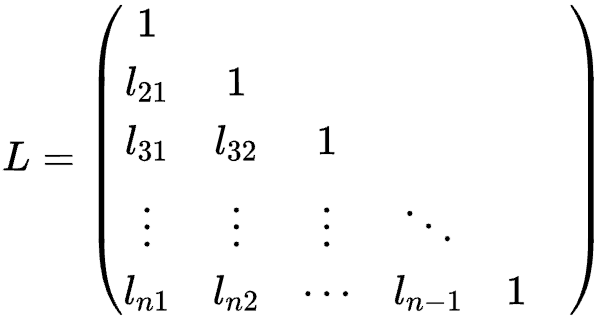 1
l₂₁ 1
L = l₃₁ l₃₂ 1
⋮ ⋮ ⋮ ⋱
lₙ₁ lₙ₂ ⋯ lₙ₋₁ 1